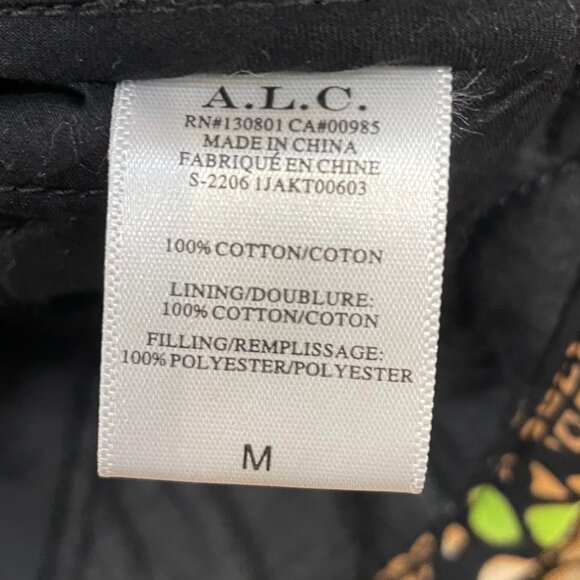 A.L.C.
RN#130801 CA#00985
MADE IN CHINA
FABRIQUÉ EN CHINE
S-2206 1JAKT00603
100% COTTON/COTON
LINING/DOUBLURE:
100% COTTON/COTON
FILLING/REMPLISSAGE:
100% POLYESTER/POLYESTER
M